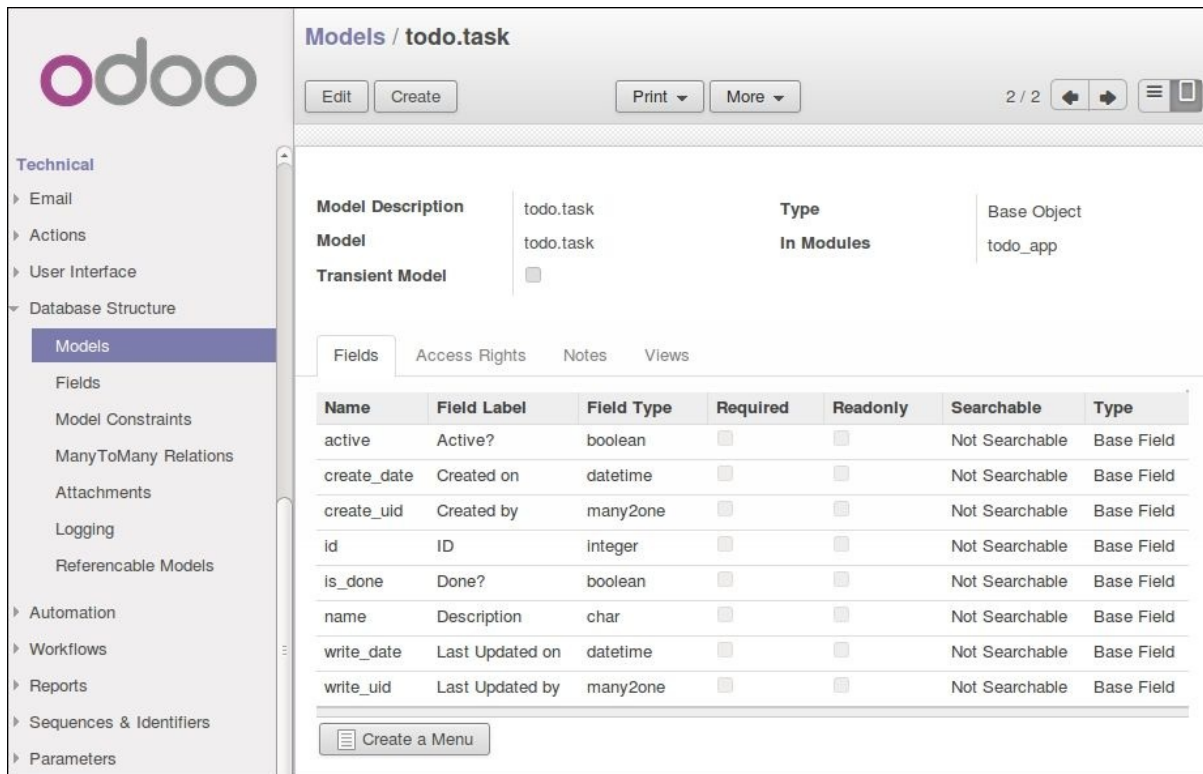 odoo
Technical
Email
Actions
User Interface
Database Structure
Models
Fields
Model Constraints
ManyToMany Relations
Attachments
Logging
Referencable Models
Automation
Workflows
Reports
Sequences & Identifiers
Parameters
Models / todo.task
Edit Create Print More 2 / 2
Model Description todo.task Type Base Object
Model todo.task In Modules todo_app
Transient Model
Fields Access Rights Notes Views
Name Field Label Field Type Required Readonly Searchable Type
active Active? boolean Not Searchable Base Field
create_date Created on datetime Not Searchable Base Field
create_uid Created by many2one Not Searchable Base Field
id ID integer Not Searchable Base Field
is_done Done? boolean Not Searchable Base Field
name Description char Not Searchable Base Field
write_date Last Updated on datetime Not Searchable Base Field
write_uid Last Updated by many2one Not Searchable Base Field
Create a Menu